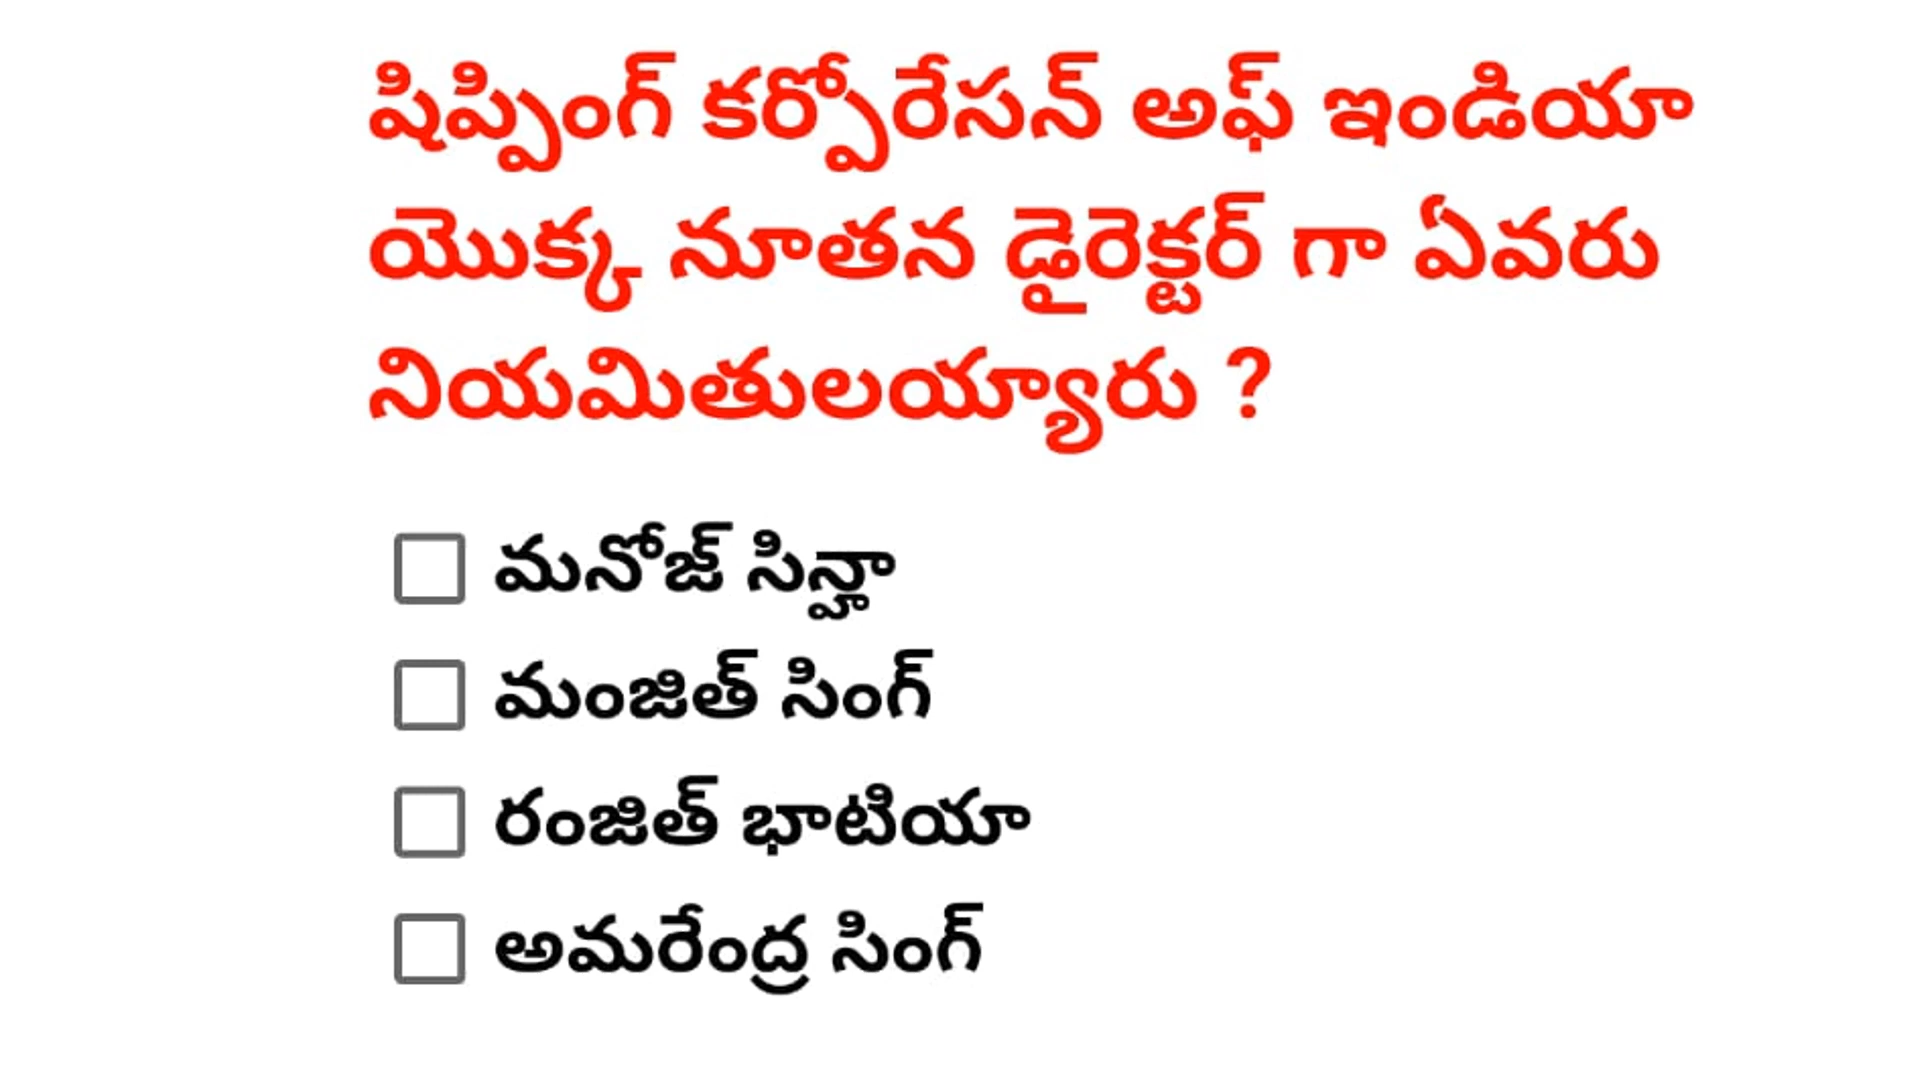 షిప్పింగ్ కర్పోరేసన్ అఫ్ ఇండియా
యొక్క నూతన డైరెక్టర్ గా ఏవరు
నియమితులయ్యారు ?
మనోజ్ సిన్హా
మంజిత్ సింగ్
రంజిత్ భాటియా
అమరేంద్ర సింగ్